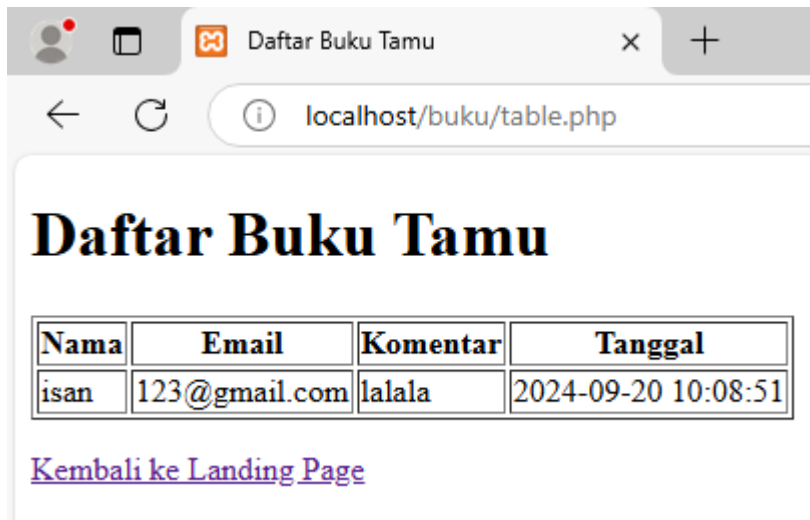 Daftar Buku Tamu
localhost/buku/table.php
Daftar Buku Tamu
Nama Email Komentar Tanggal
isan 123@gmail.com lalala 2024-09-20 10:08:51
Kembali ke Landing Page